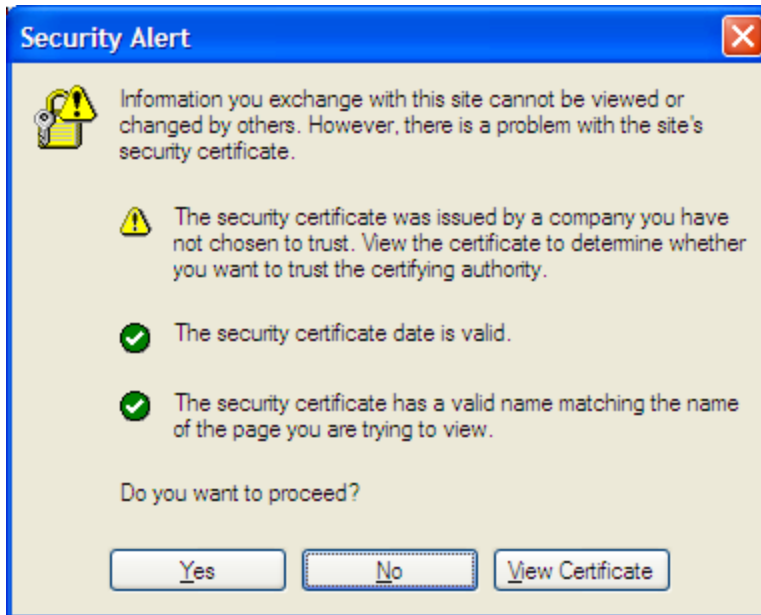 Security Alert
Information you exchange with this site cannot be viewed or
changed by others. However, there is a problem with the site's
security certificate.
The security certificate was issued by a company you have
not chosen to trust. View the certificate to determine whether
you want to trust the certifying authority.
The security certificate date is valid.
The security certificate has a valid name matching the name
of the page you are trying to view.
Do you want to proceed?
Yes No View Certificate